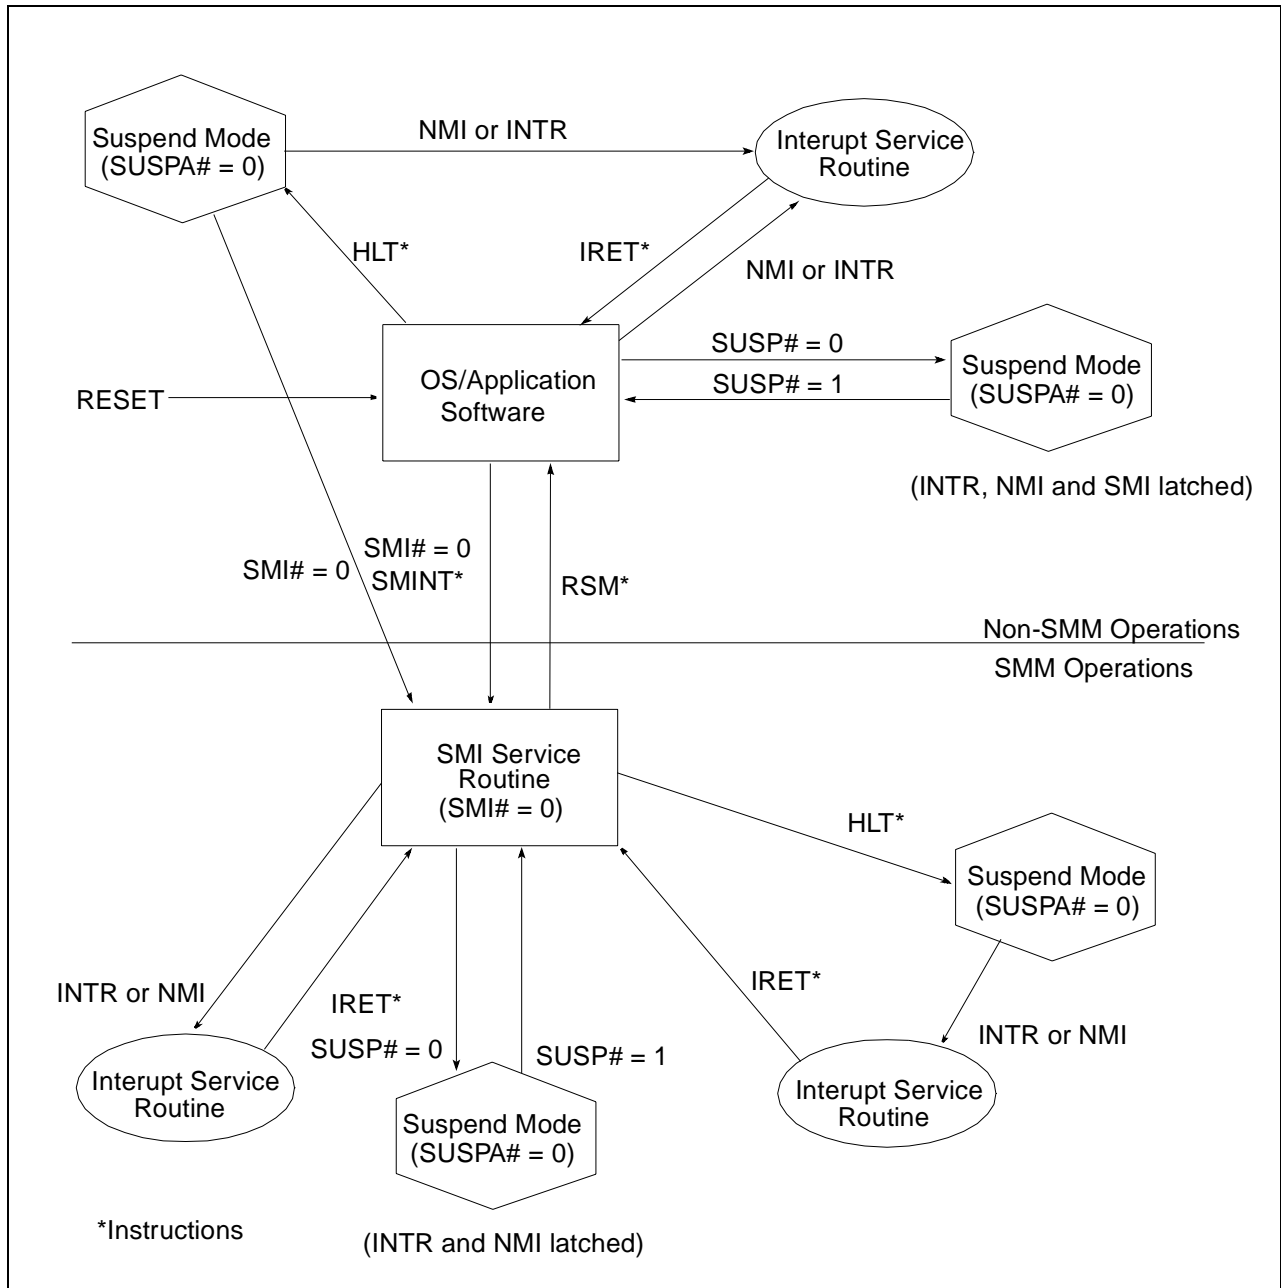 Suspend Mode
(SUSPA# = 0)
NMI or INTR
Interupt Service
Routine
HLT*
IRET*
NMI or INTR
OS/Application
Software
SUSP# = 0
SUSP# = 1
Suspend Mode
(SUSPA# = 0)
RESET
(INTR, NMI and SMI latched)
SMI# = 0
SMI# = 0
SMINT*
RSM*
Non-SMM Operations
SMM Operations
SMI Service
Routine
(SMI# = 0)
HLT*
Suspend Mode
(SUSPA# = 0)
INTR or NMI
IRET*
IRET*
INTR or NMI
SUSP# = 0
SUSP# = 1
Interupt Service
Routine
Suspend Mode
(SUSPA# = 0)
Interupt Service
Routine
*Instructions
(INTR and NMI latched)